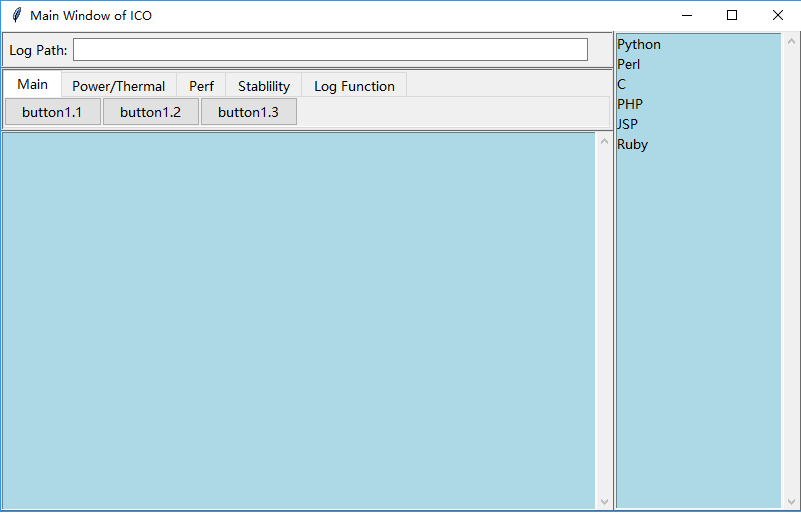 Main Window of ICO
Log Path:
Main Power/Thermal Perf Stablility Log Function
button1.1 button1.2 button1.3
Python
Perl
C
PHP
JSP
Ruby